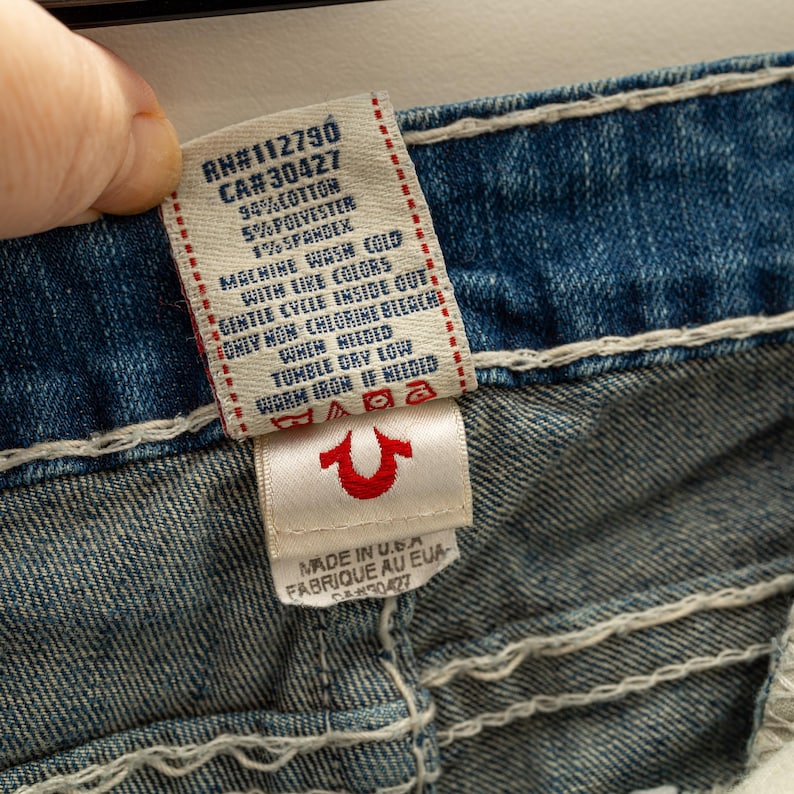 RN#112790
CA#30427
94%COTTON
5%POLYESTER
1%SPANDEX
MACHINE WASH COLD
WITH LIKE COLORS
GENTLE CYCLE INSIDE OUT
ONLY NON CHLORINE BLEACH
WHEN NEEDED
TUMBLE DRY LOW
WARM IRON IF NEEDED
MADE IN U.S.A
FABRIQUE AU EUA
CA#30427